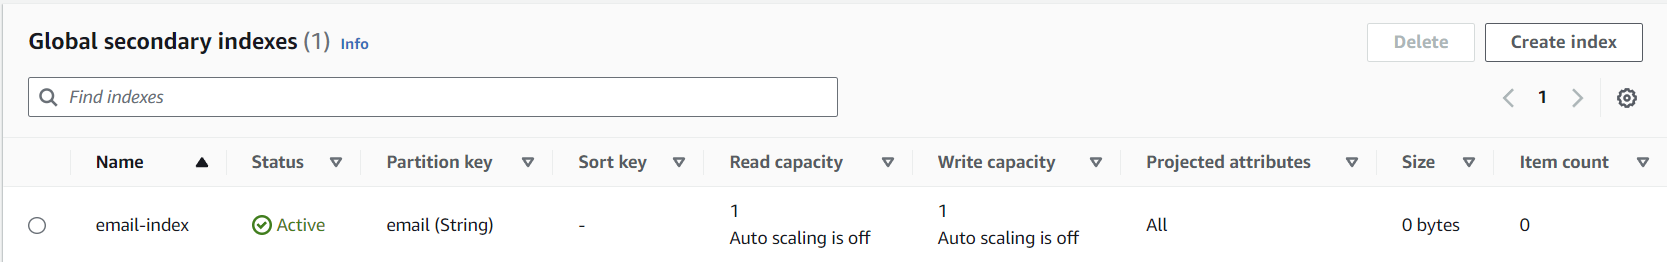 Global secondary indexes (1) Info
Delete
Create index
Find indexes
1
Name Status Partition key Sort key Read capacity Write capacity Projected attributes Size Item count
email-index Active email (String) - 1 1 All 0 bytes 0
Auto scaling is off Auto scaling is off